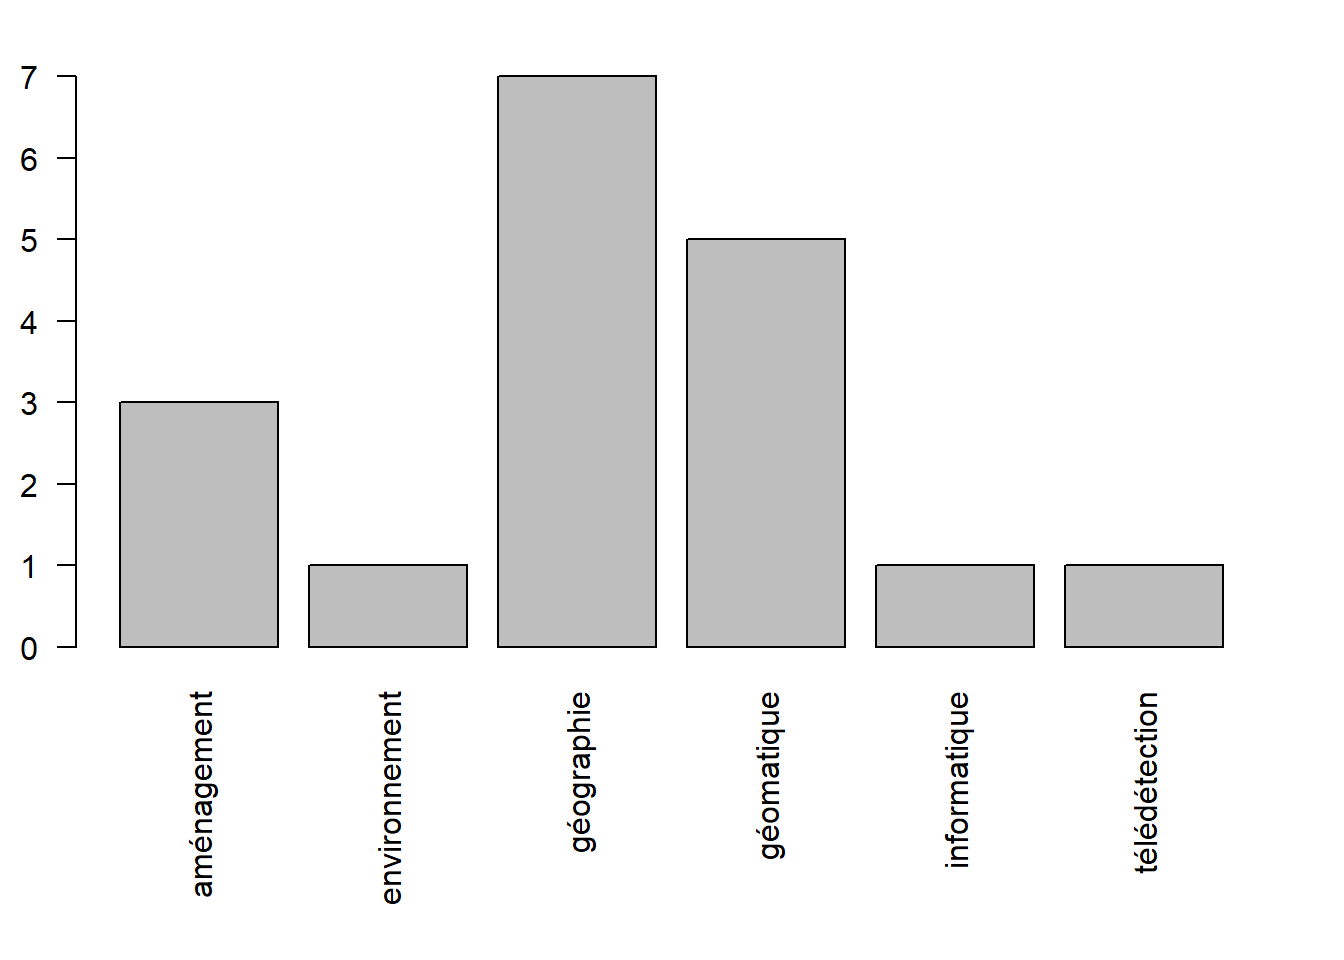 7
6
5
4
3
2
1
0
aménagement
environnement
géographie
géomatique
informatique
télédétection